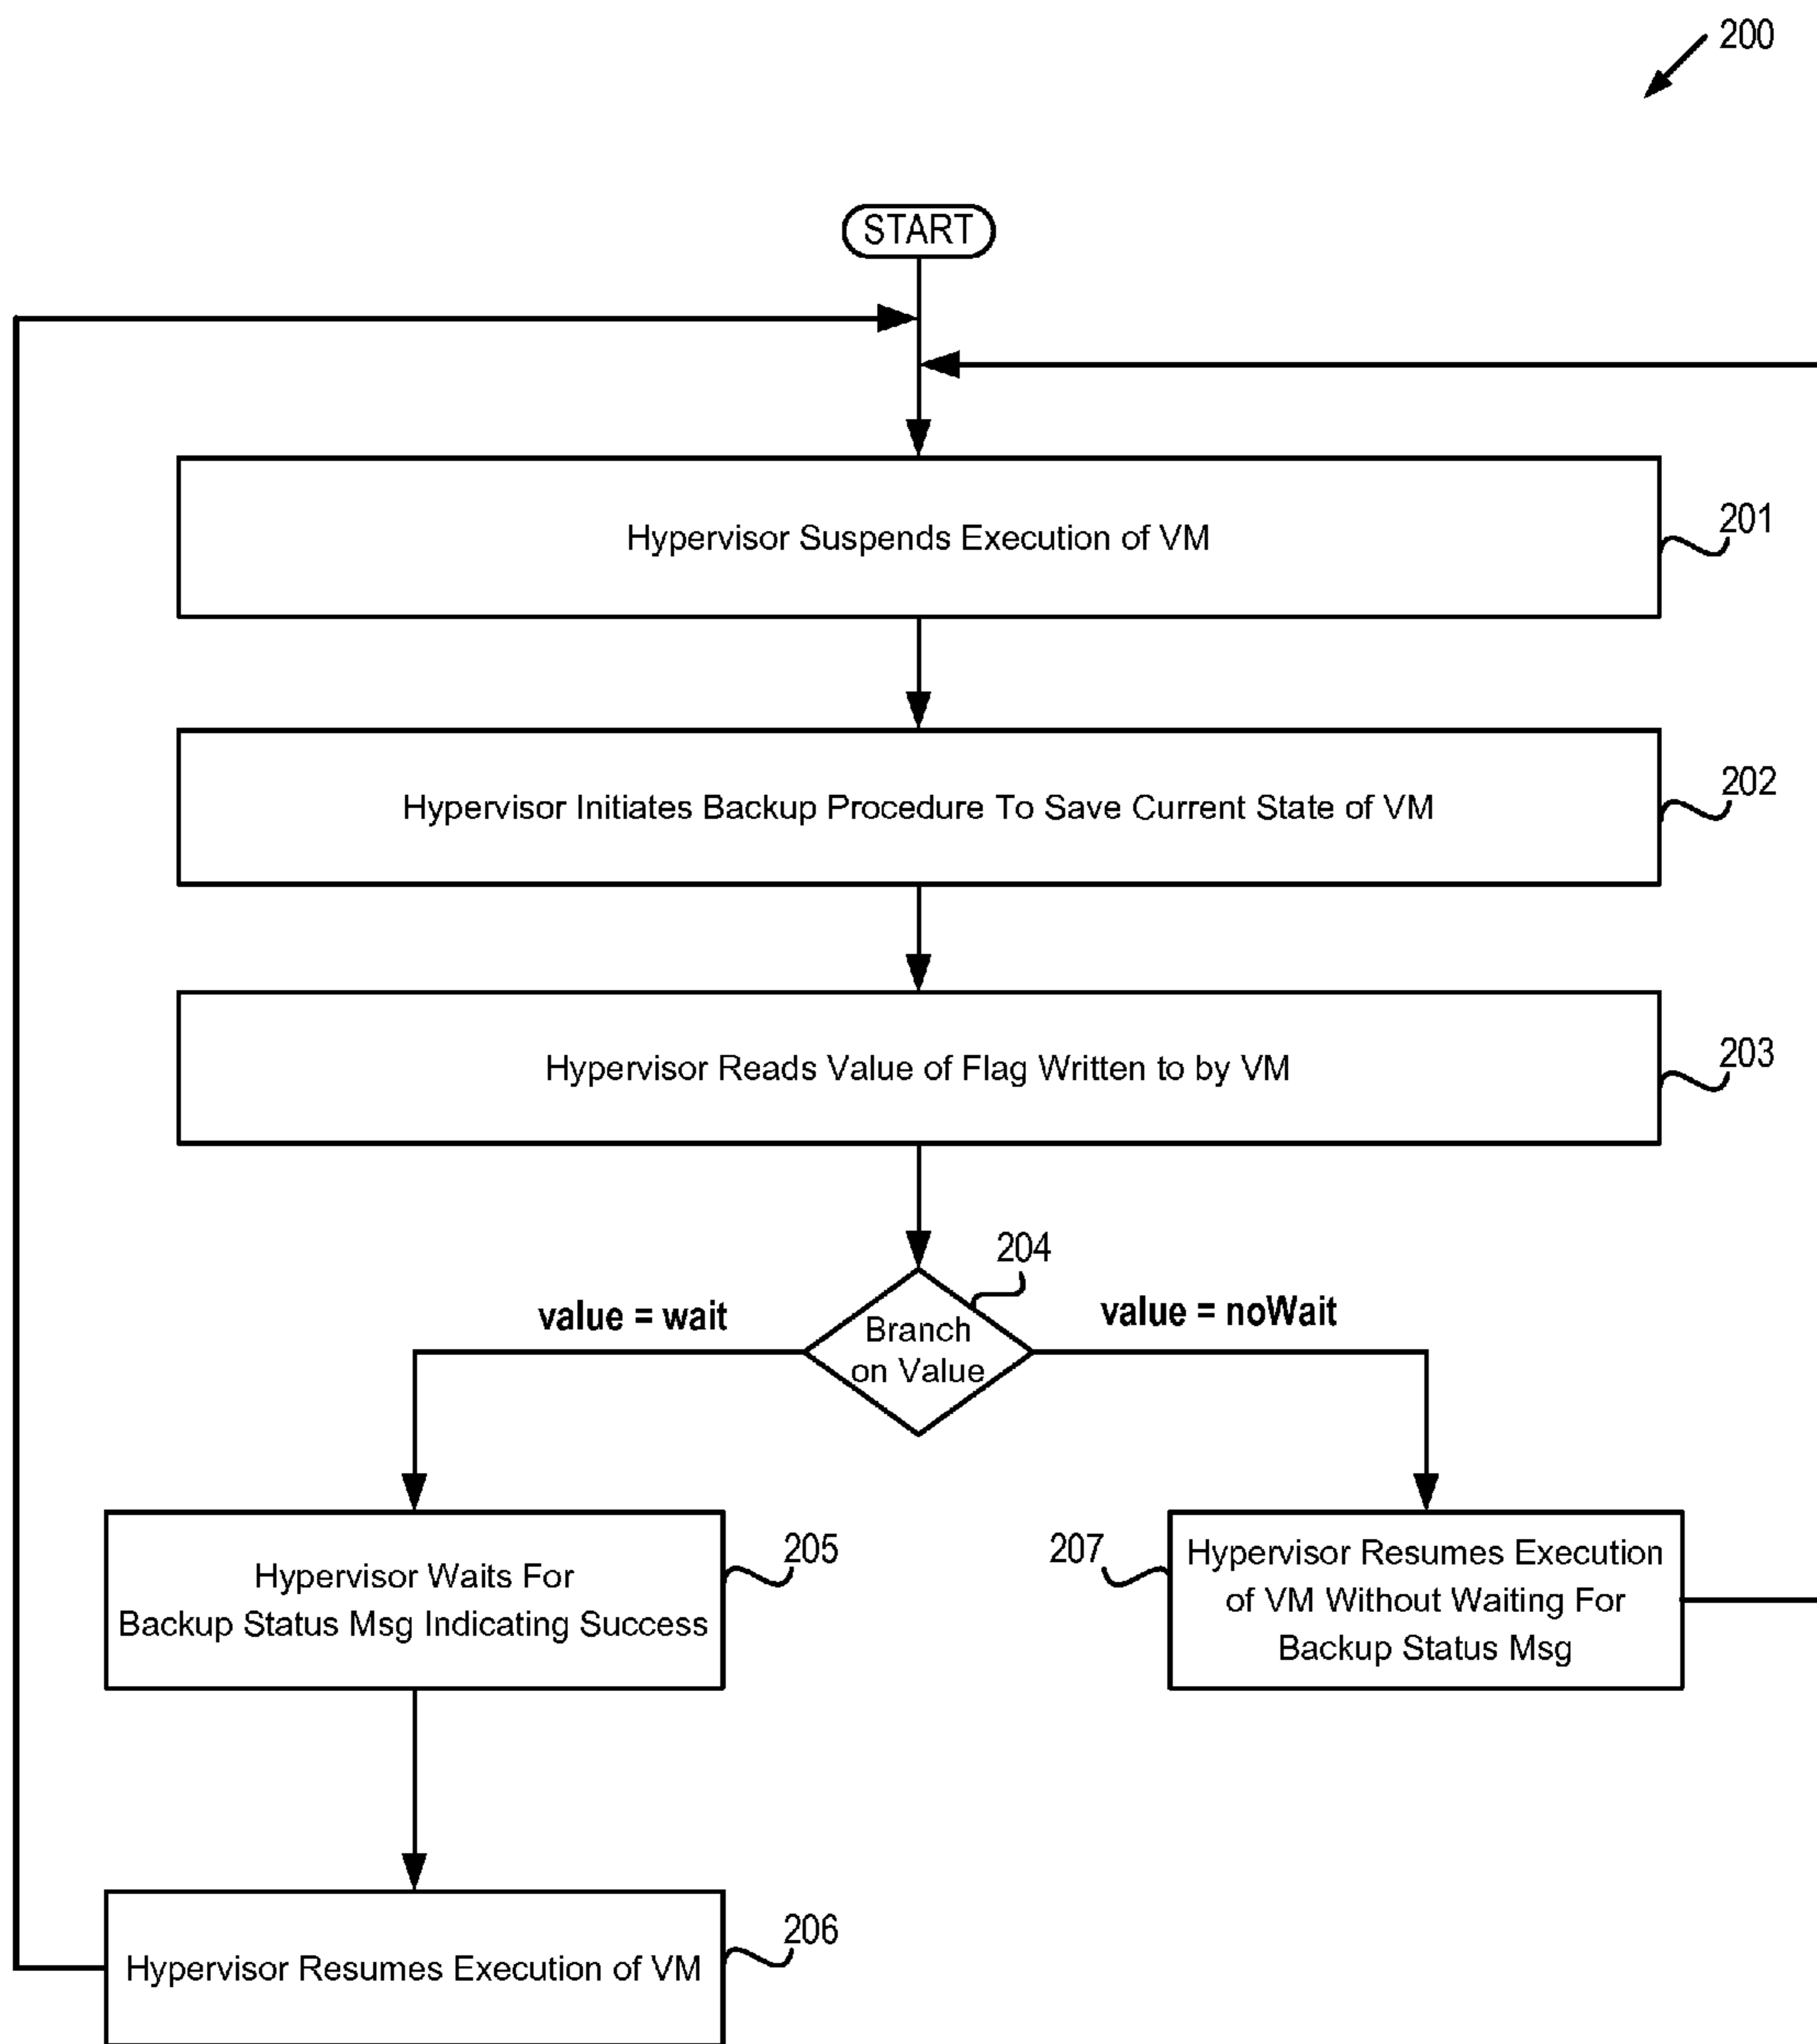 200
START
Hypervisor Suspends Execution of VM
201
Hypervisor Initiates Backup Procedure To Save Current State of VM
202
Hypervisor Reads Value of Flag Written to by VM
203
204
value = wait
value = noWait
Branch
on Value
Hypervisor Waits For
Backup Status Msg Indicating Success
205
207
Hypervisor Resumes Execution
of VM Without Waiting For
Backup Status Msg
Hypervisor Resumes Execution of VM
206